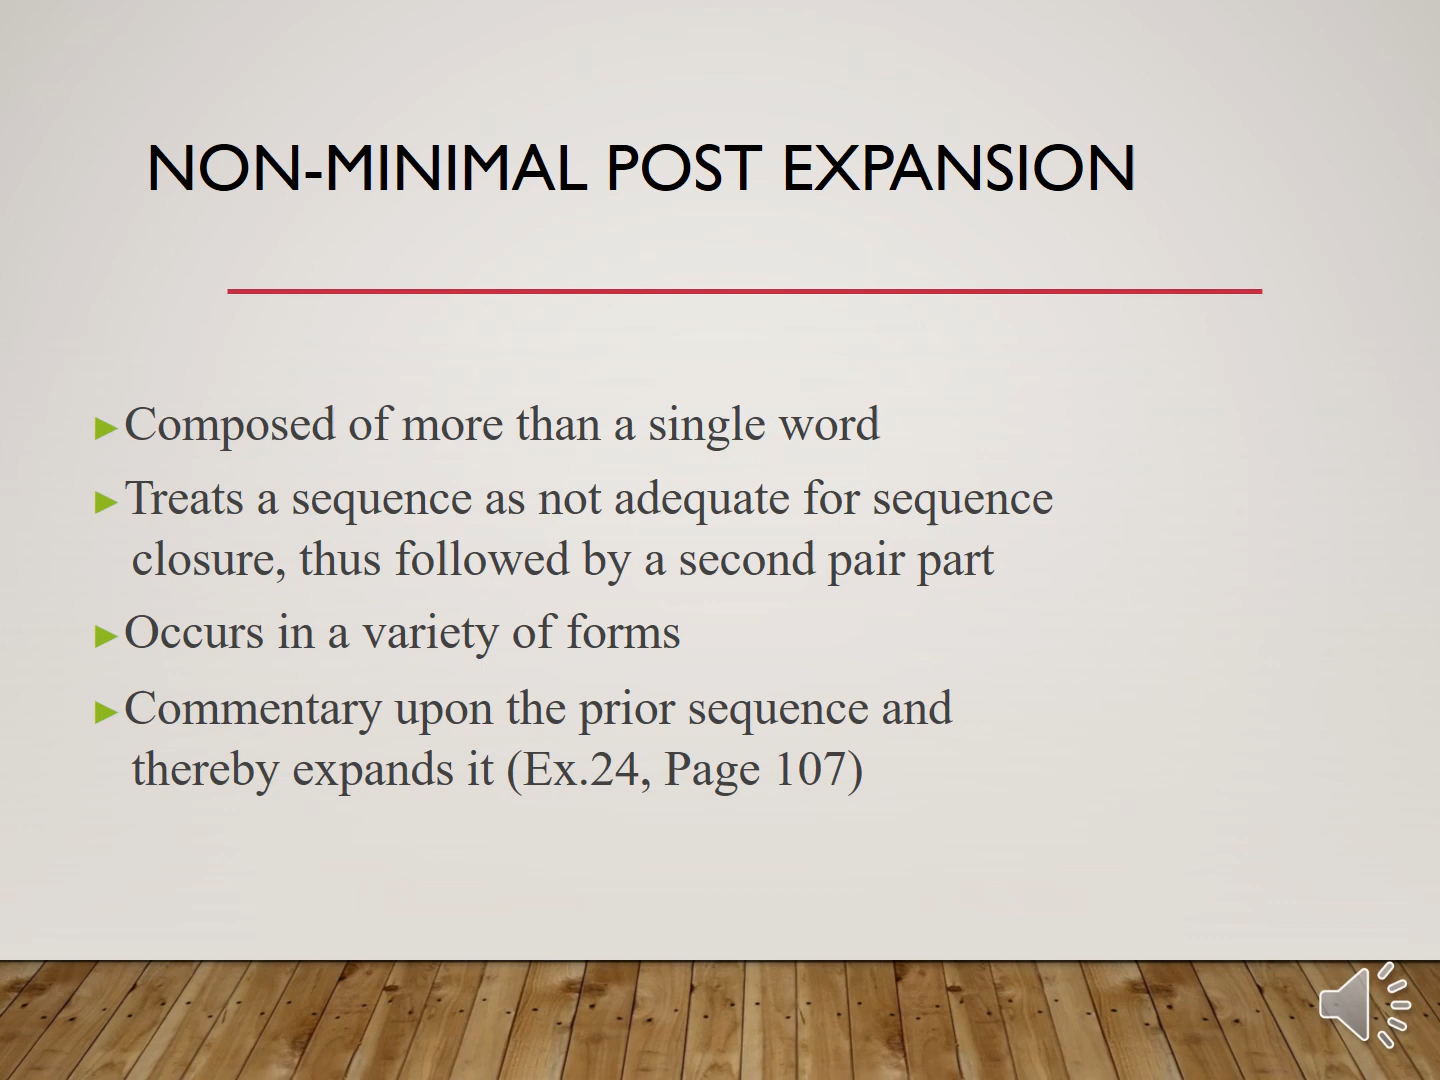 NON-MINIMAL POST EXPANSION
►Composed of more than a single word
►Treats a sequence as not adequate for sequence
closure, thus followed by a second pair part
►Occurs in a variety of forms
►Commentary upon the prior sequence and
thereby expands it (Ex.24, Page 107)